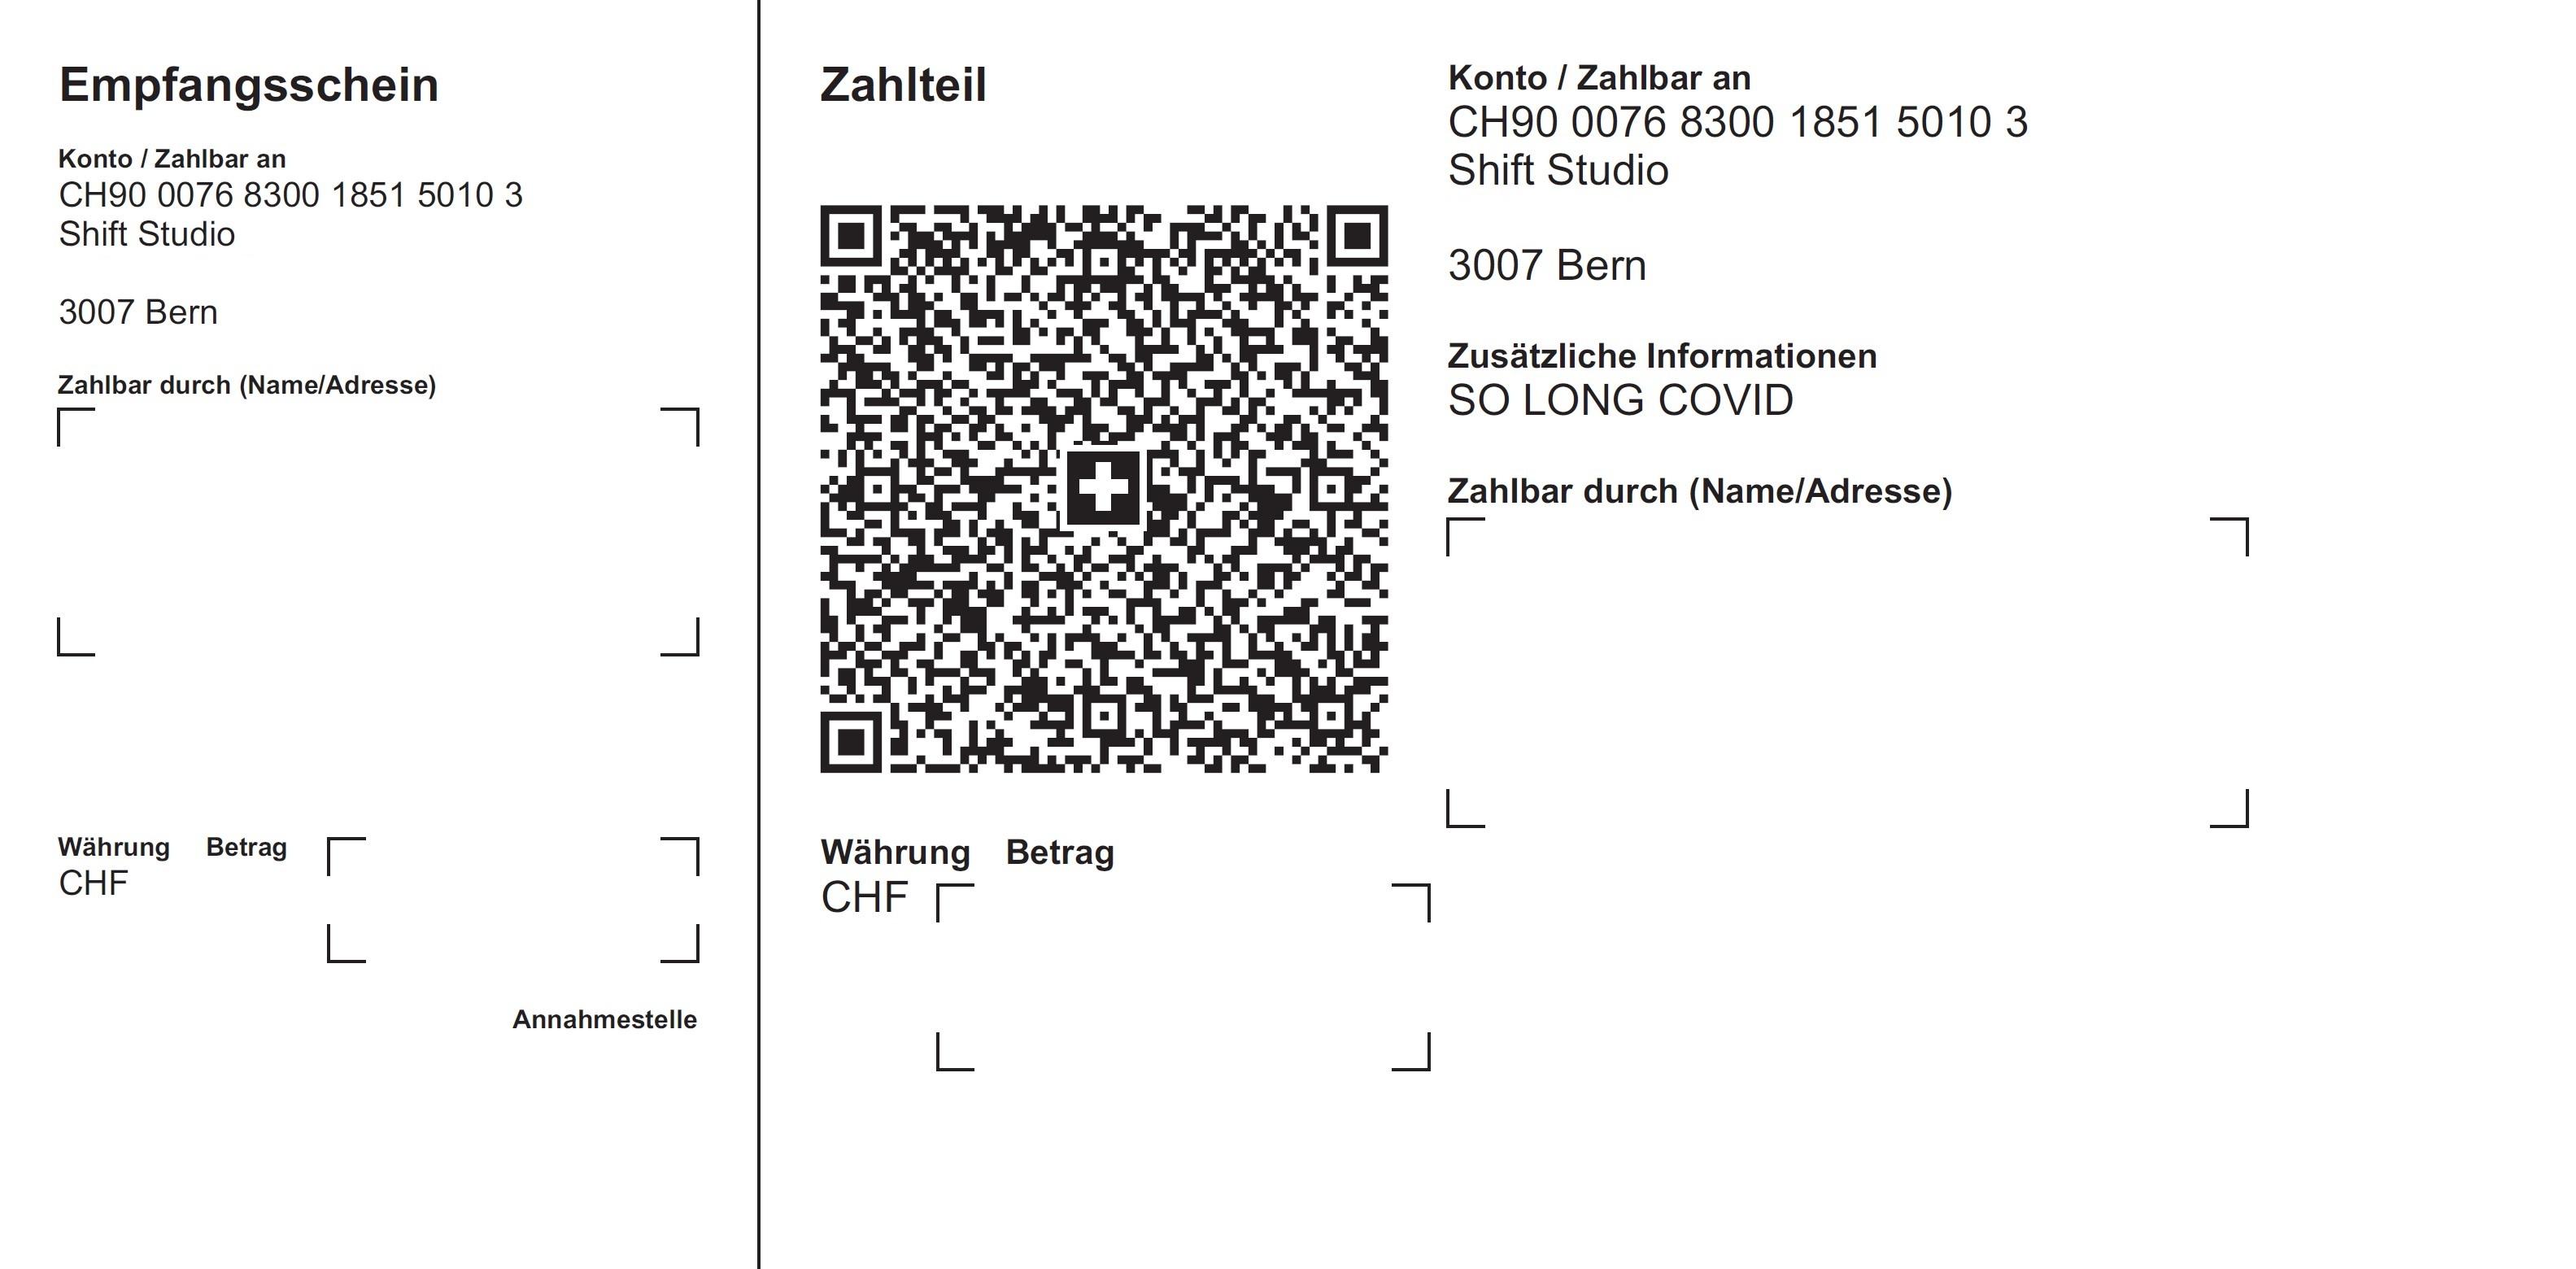 Empfangsschein
Konto / Zahlbar an
CH90 0076 8300 1851 5010 3
Shift Studio
3007 Bern
Zahlbar durch (Name/Adresse)
Währung Betrag
CHF
Annahmestelle
Zahlteil
Währung Betrag
CHF
Konto / Zahlbar an
CH90 0076 8300 1851 5010 3
Shift Studio
3007 Bern
Zusätzliche Informationen
SO LONG COVID
Zahlbar durch (Name/Adresse)